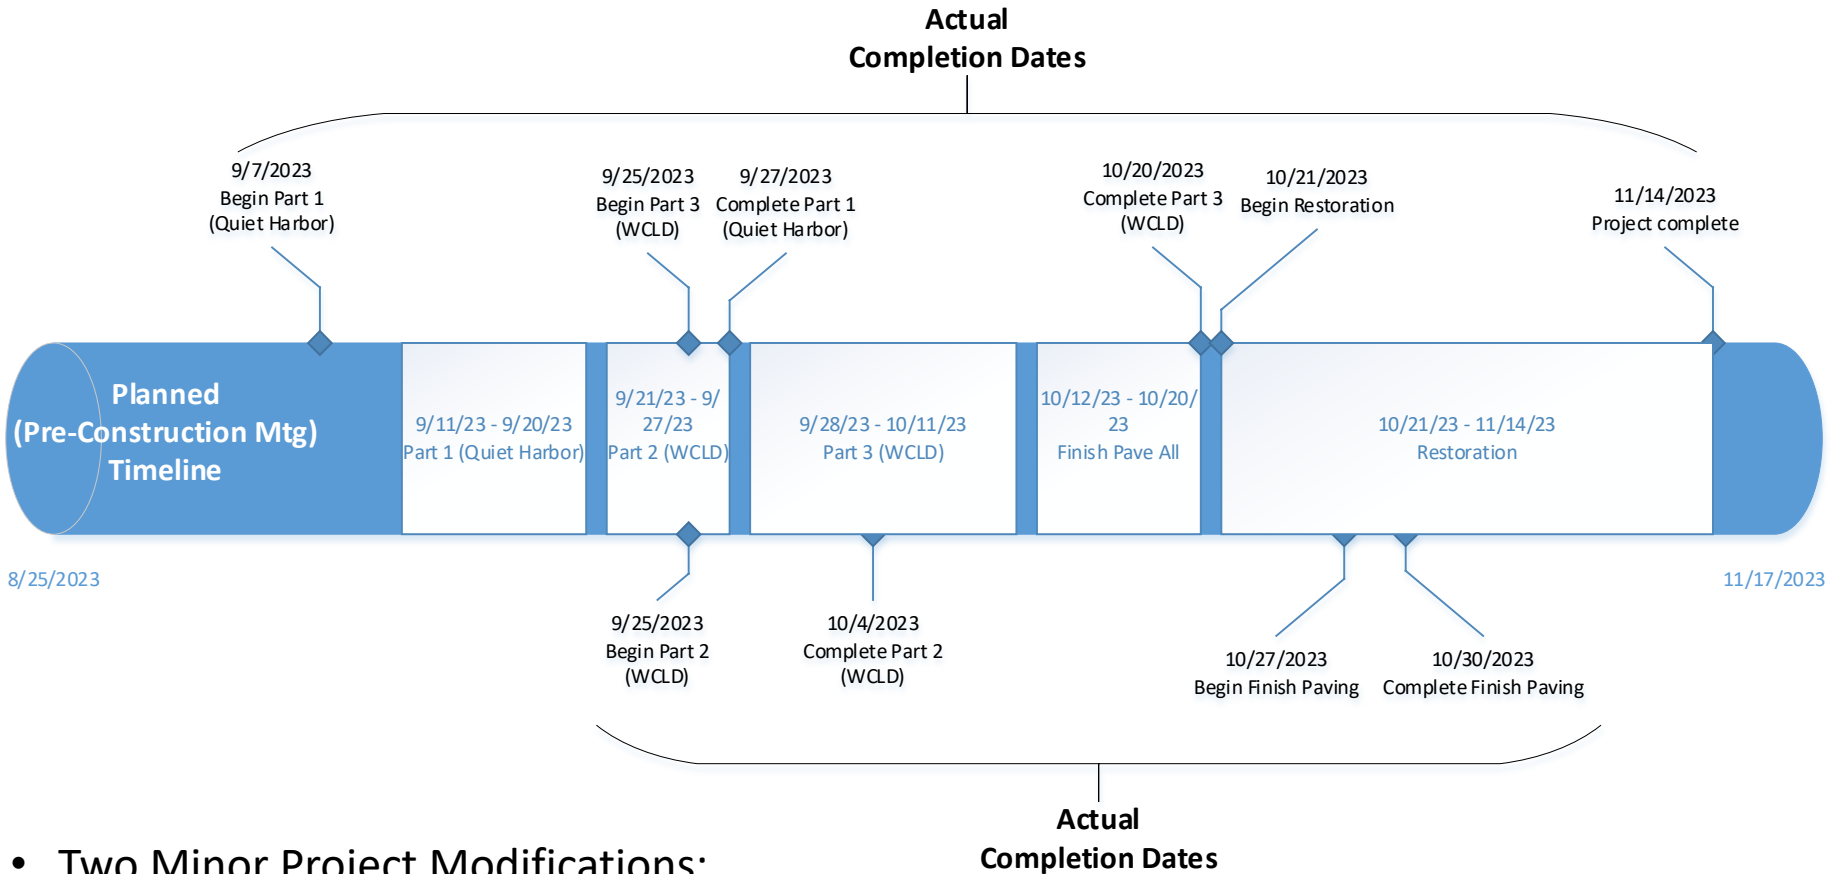 Actual
Completion Dates
9/7/2023
Begin Part 1
(Quiet Harbor)
9/25/2023
Begin Part 3
(WCLD)
9/27/2023
Complete Part 1
(Quiet Harbor)
10/20/2023
Complete Part 3
(WCLD)
10/21/2023
Begin Restoration
11/14/2023
Project complete
Planned
(Pre-Construction Mtg)
Timeline
9/11/23 - 9/20/23
Part 1 (Quiet Harbor)
9/21/23 - 9/
27/23
Part 2 (WCLD)
9/28/23 - 10/11/23
Part 3 (WCLD)
10/12/23 - 10/20/
23
Finish Pave All
10/21/23 - 11/14/23
Restoration
8/25/2023
11/17/2023
9/25/2023
Begin Part 2
(WCLD)
10/4/2023
Complete Part 2
(WCLD)
10/27/2023
Begin Finish Paving
10/30/2023
Complete Finish Paving
Actual
Completion Dates
• Two Minor Project Modifications: